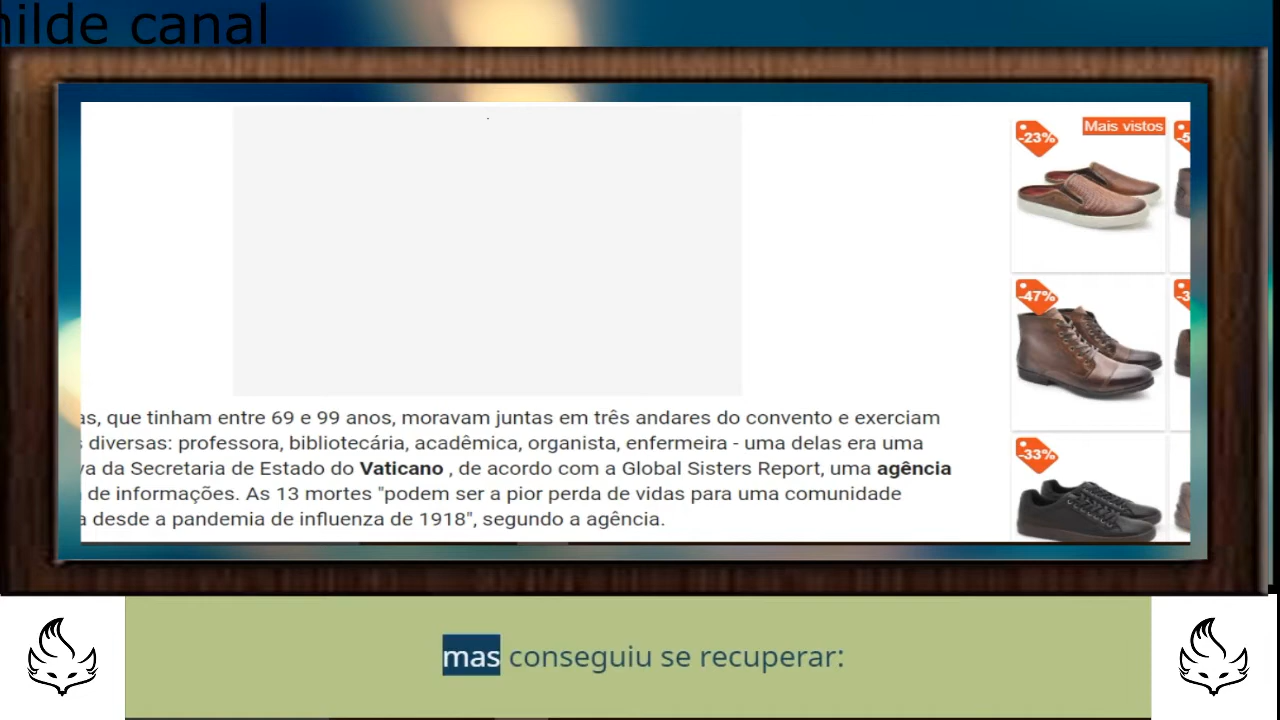 hilde canal
-23%
Mais vistos
-47%
-33%
as, que tinham entre 69 e 99 anos, moravam juntas em três andares do convento e exerciam
diversas: professora, bibliotecária, acadêmica, organista, enfermeira - uma delas era uma
va da Secretaria de Estado do Vaticano , de acordo com a Global Sisters Report, uma agência
de informações. As 13 mortes "podem ser a pior perda de vidas para uma comunidade
a desde a pandemia de influenza de 1918", segundo a agência.
mas conseguiu se recuperar: